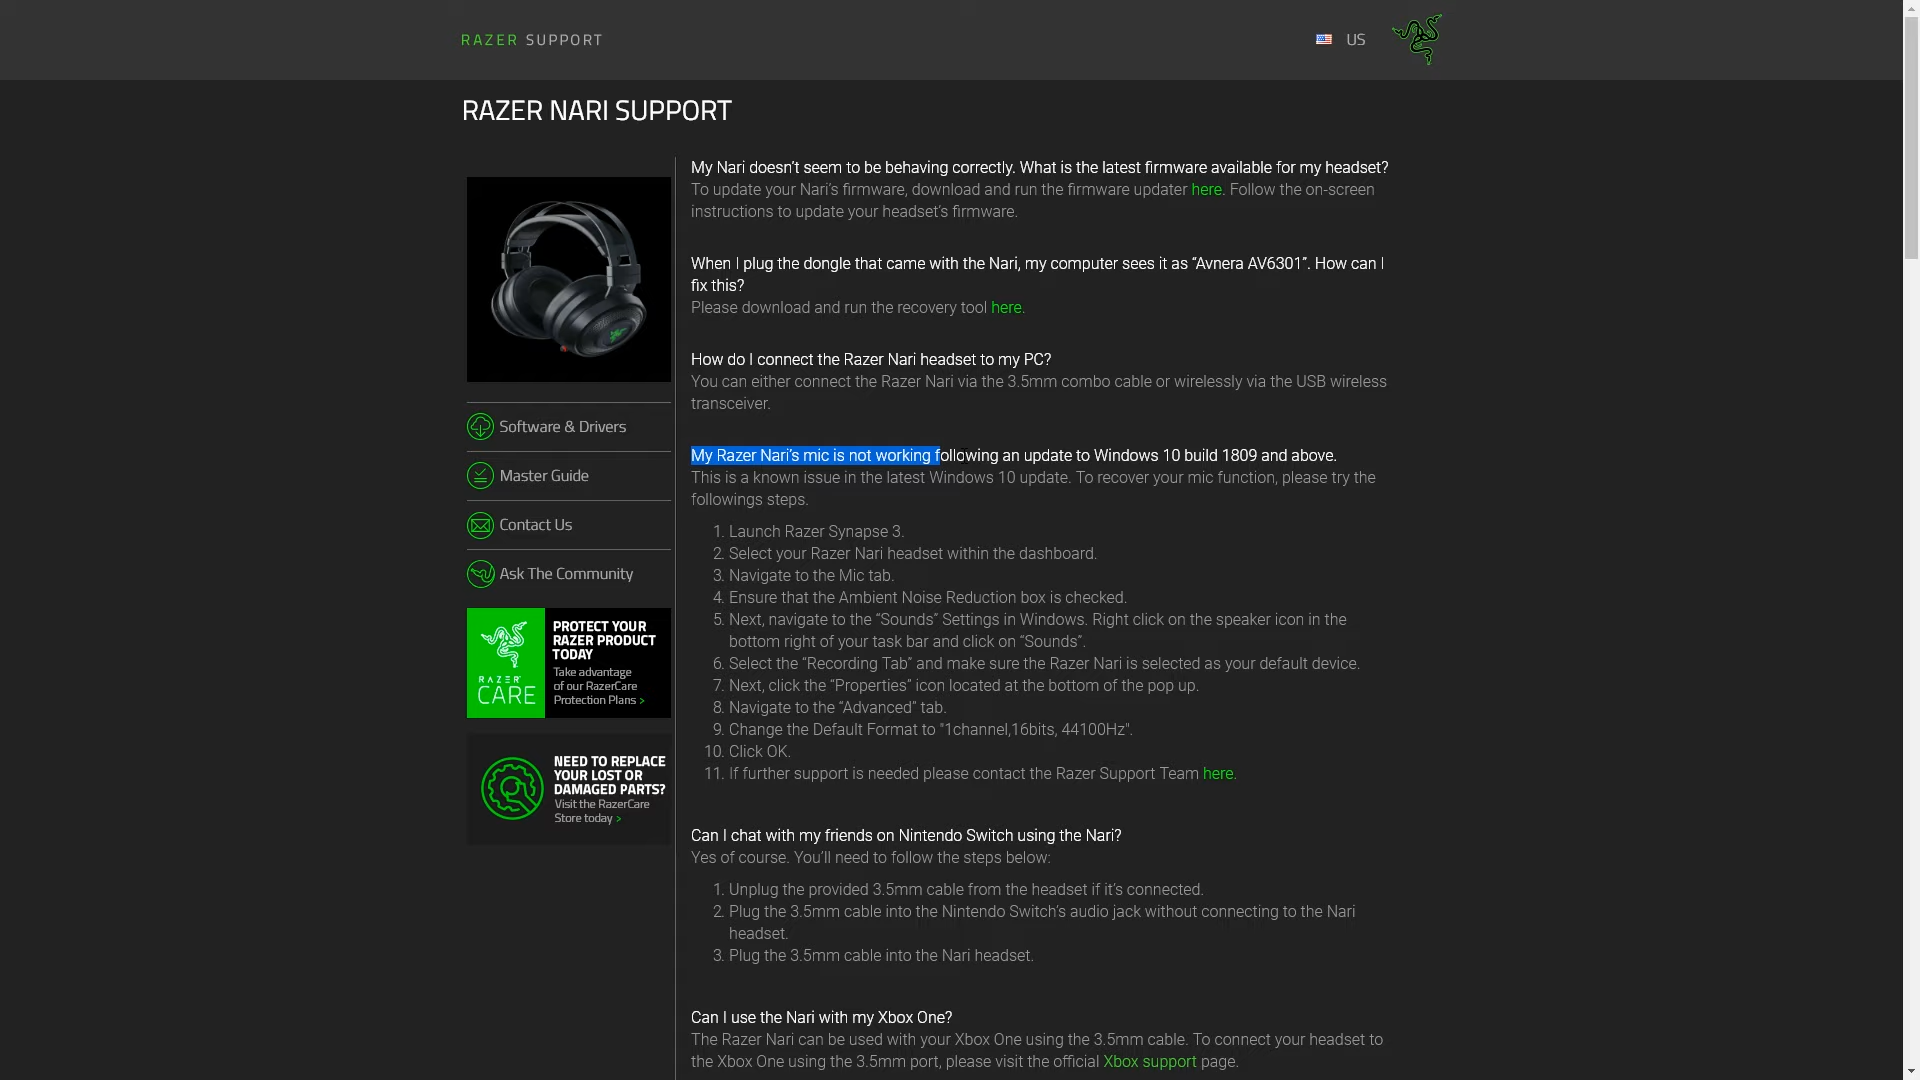 RAZER SUPPORT
US
RAZER NARI SUPPORT
My Nari doesn’t seem to be behaving correctly. What is the latest firmware available for my headset?
To update your Nari’s firmware, download and run the firmware updater here. Follow the on-screen
instructions to update your headset’s firmware.
When I plug the dongle that came with the Nari, my computer sees it as “Avnera AV6301”. How can I
fix this?
Please download and run the recovery tool here.
How do I connect the Razer Nari headset to my PC?
You can either connect the Razer Nari via the 3.5mm combo cable or wirelessly via the USB wireless
transceiver.
My Razer Nari’s mic is not working following an update to Windows 10 build 1809 and above.
This is a known issue in the latest Windows 10 update. To recover your mic function, please try the
followings steps.
1. Launch Razer Synapse 3.
2. Select your Razer Nari headset within the dashboard.
3. Navigate to the Mic tab.
4. Ensure that the Ambient Noise Reduction box is checked.
5. Next, navigate to the “Sounds” Settings in Windows. Right click on the speaker icon in the
bottom right of your task bar and click on “Sounds”.
6. Select the “Recording Tab” and make sure the Razer Nari is selected as your default device.
7. Next, click the “Properties” icon located at the bottom of the pop up.
8. Navigate to the “Advanced” tab.
9. Change the Default Format to "1channel,16bits, 44100Hz".
10. Click OK.
11. If further support is needed please contact the Razer Support Team here.
Can I chat with my friends on Nintendo Switch using the Nari?
Yes of course. You’ll need to follow the steps below:
1. Unplug the provided 3.5mm cable from the headset if it’s connected.
2. Plug the 3.5mm cable into the Nintendo Switch’s audio jack without connecting to the Nari
headset.
3. Plug the 3.5mm cable into the Nari headset.
Can I use the Nari with my Xbox One?
The Razer Nari can be used with your Xbox One using the 3.5mm cable. To connect your headset to
the Xbox One using the 3.5mm port, please visit the official Xbox support page.
Software & Drivers
Master Guide
Contact Us
Ask The Community
RAZER
CARE
PROTECT YOUR
RAZER PRODUCT
TODAY
Take advantage
of our RazerCare
Protection Plans >
NEED TO REPLACE
YOUR LOST OR
DAMAGED PARTS?
Visit the RazerCare
Store today >